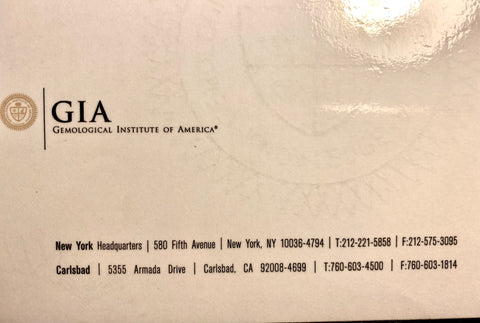 GIA
GEMOLOGICAL INSTITUTE OF AMERICA®
New York Headquarters | 580 Fifth Avenue | New York, NY 10036-4794 | T:212-221-5858 | F:212-575-3095
Carlsbad | 5355 Armada Drive | Carlsbad, CA 92008-4699 | T:760-603-4500 | F:760-603-1814